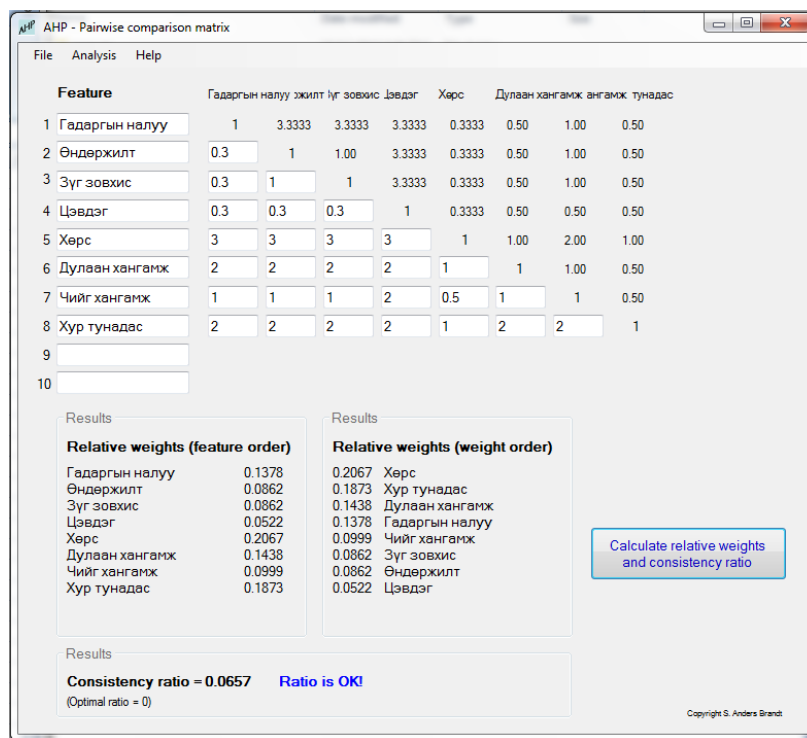 AHP - Pairwise comparison matrix
File Analysis Help
Feature Гадаргын налуу жилт зовхис Цэвдэг Хөрс Дулаан хангамж ангамж тунадас
1 Гадаргын налуу 1 3.3333 3.3333 3.3333 0.3333 0.50 1.00 0.50
2 Өндөржилт 0.3 1 1.00 3.3333 0.3333 0.50 1.00 0.50
3 Зүг зовхис 0.3 1 1 3.3333 0.3333 0.50 1.00 0.50
4 Цэвдэг 0.3 0.3 0.3 1 0.3333 0.50 0.50 0.50
5 Хөрс 3 3 3 3 1 1.00 2.00 1.00
6 Дулаан хангамж 2 2 2 2 1 1 1.00 0.50
7 Чийг хангамж 1 1 1 2 0.5 1 1 0.50
8 Хур тунадас 2 2 2 2 1 2 2 1
9
10
Results
Relative weights (feature order)
Гадаргын налуу 0.1378
Өндөржилт 0.0862
Зүг зовхис 0.0862
Цэвдэг 0.0522
Хөрс 0.2067
Дулаан хангамж 0.1438
Чийг хангамж 0.0999
Хур тунадас 0.1873
Results
Relative weights (weight order)
0.2067 Хөрс
0.1873 Хур тунадас
0.1438 Дулаан хангамж
0.1378 Гадаргын налуу
0.0999 Чийг хангамж
0.0862 Зүг зовхис
0.0862 Өндөржилт
0.0522 Цэвдэг
Calculate relative weights
and consistency ratio
Results
Consistency ratio = 0.0657 Ratio is OK!
(Optimal ratio = 0)
Copyright S. Anders Brandt